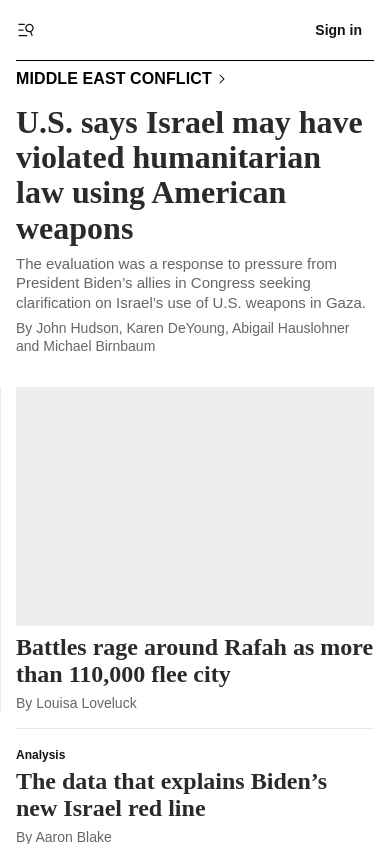 Sign in
MIDDLE EAST CONFLICT
U.S. says Israel may have
violated humanitarian
law using American
weapons
The evaluation was a response to pressure from
President Biden’s allies in Congress seeking
clarification on Israel’s use of U.S. weapons in Gaza.
By John Hudson, Karen DeYoung, Abigail Hauslohner
and Michael Birnbaum
Battles rage around Rafah as more
than 110,000 flee city
By Louisa Loveluck
Analysis
The data that explains Biden’s
new Israel red line
By Aaron Blake